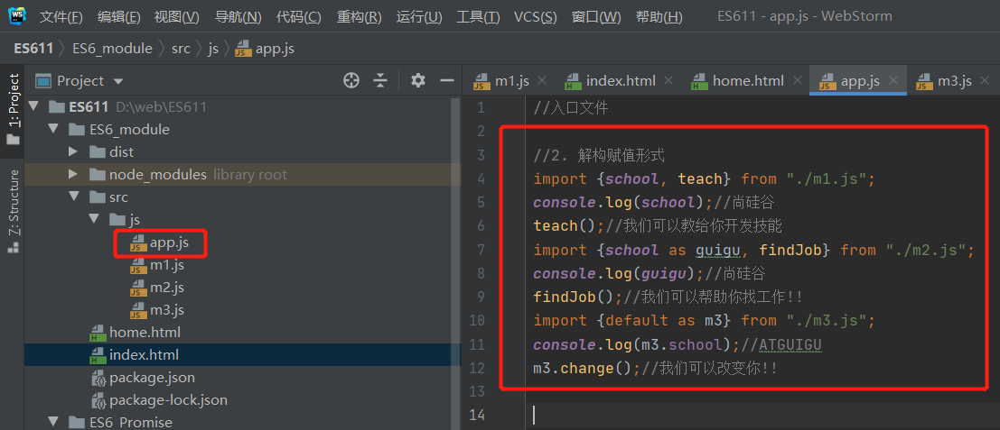 WS 文件(F) 编辑(E) 视图(V) 导航(N) 代码(C) 重构(R) 运行(U) 工具(T) VCS(S) 窗口(W) 帮助(H) ES611 - app.js - WebStorm
ES611 ES6_module src js app.js
Project
m1.js index.html home.html app.js m3.js
1: Project
7: Structure
ES611 D:\web\ES611
ES6_module
dist
node_modules library root
src
js
app.js
m1.js
m2.js
m3.js
home.html
index.html
package.json
package-lock.json
ES6_Promise
1 //入口文件
2
3 //2. 解构赋值形式
4 import {school, teach} from "./m1.js";
5 console.log(school);//尚硅谷
6 teach();//我们可以教给你开发技能
7 import {school as guigu, findJob} from "./m2.js";
8 console.log(guigu);//尚硅谷
9 findJob();//我们可以帮助你找工作!!
10 import {default as m3} from "./m3.js";
11 console.log(m3.school);//ATGUIGU
12 m3.change();//我们可以改变你!!
13
14